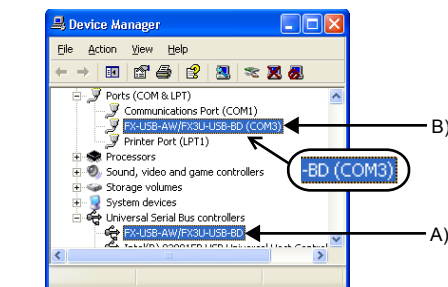 Device Manager
File Action View Help
Ports (COM & LPT)
Communications Port (COM1)
FX-USB-AW/FX3U-USB-BD (COM3)
B)
Printer Port (LPT1)
Processors
-BD (COM3)
Sound, video and game controllers
Storage volumes
System devices
Universal Serial Bus controllers
FX-USB-AW/FX3U-USB-BD
A)